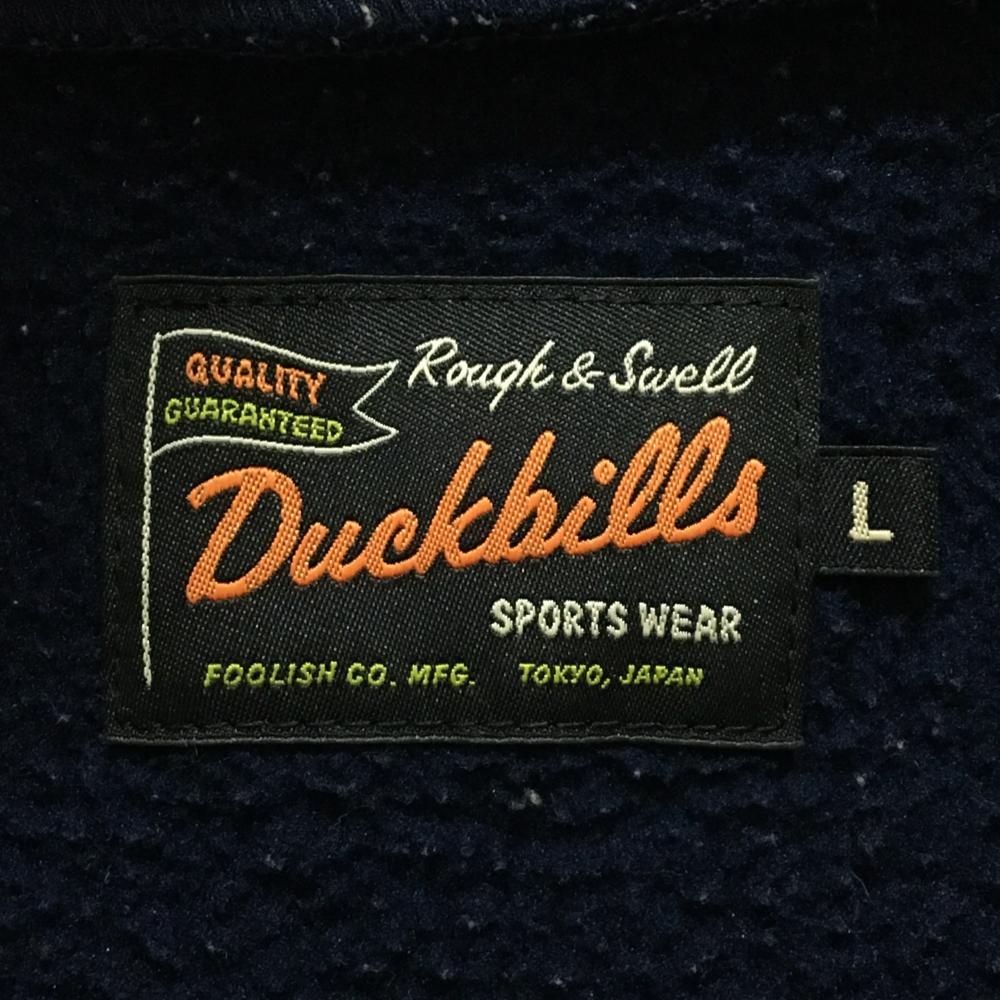 QUALITY
GUARANTEED
Rough & Swell
Duckbills
SPORTS WEAR
FOOLISH CO. MFG. TOKYO, JAPAN
L